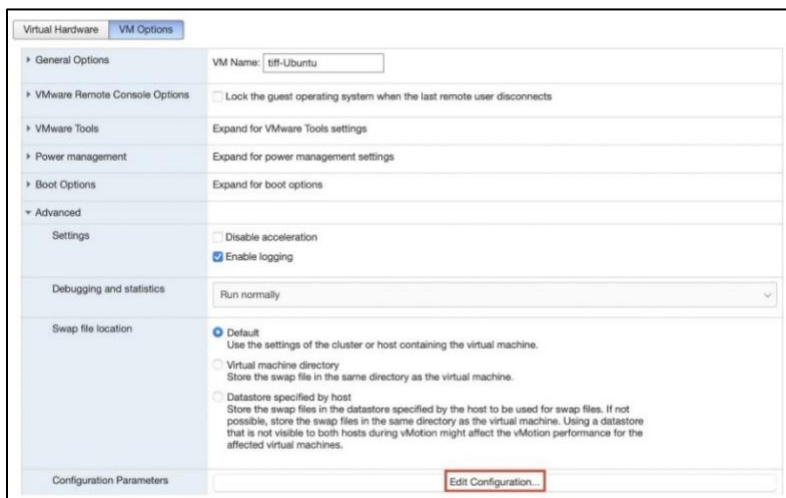 Virtual Hardware VM Options
General Options VM Name: tiff-Ubuntu
VMware Remote Console Options Lock the guest operating system when the last remote user disconnects
VMware Tools Expand for VMware Tools settings
Power management Expand for power management settings
Boot Options Expand for boot options
Advanced
Settings Disable acceleration
Enable logging
Debugging and statistics Run normally
Swap file location Default
Use the settings of the cluster or host containing the virtual machine.
Virtual machine directory
Store the swap file in the same directory as the virtual machine.
Datastore specified by host
Store the swap files in the datastore specified by the host to be used for swap files. If not
possible, store the swap files in the same directory as the virtual machine. Using a datastore
that is not visible to both hosts during vMotion might affect the vMotion performance for the
affected virtual machines.
Configuration Parameters Edit Configuration...